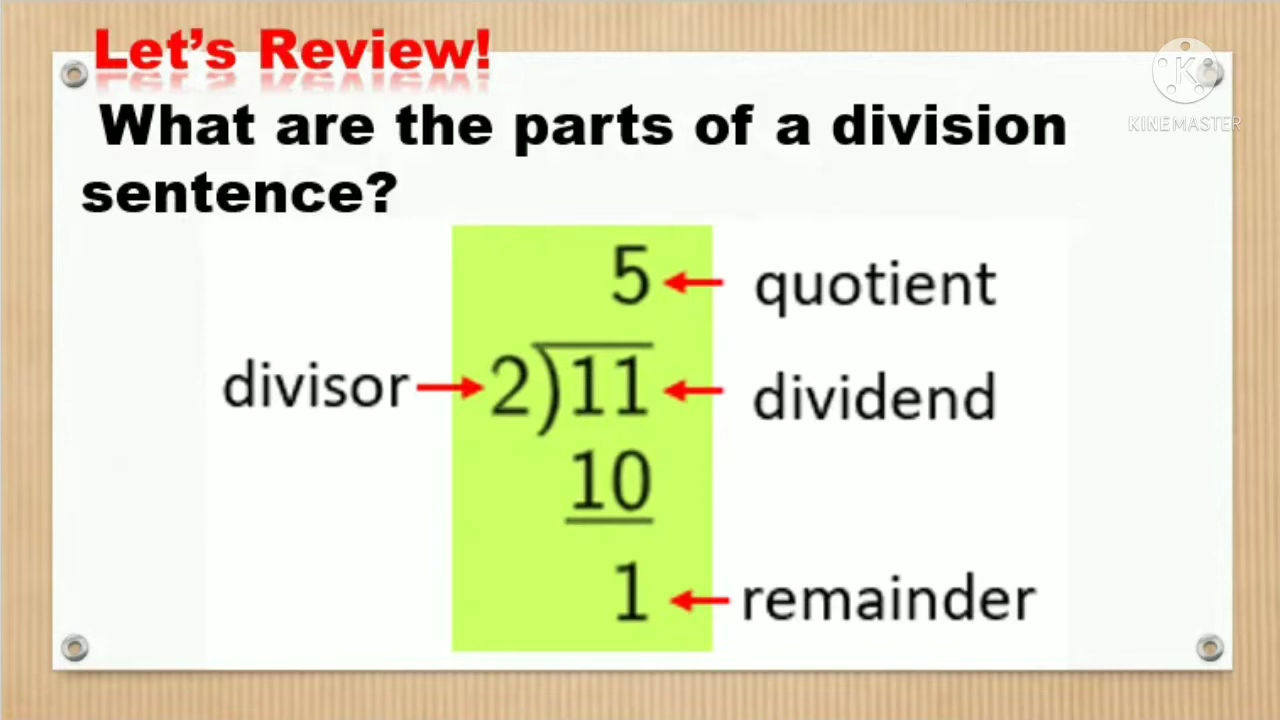 Let's Review!
What are the parts of a division
sentence?
5 quotient
divisor 2)11 dividend
10
1 remainder
K
KINEMASTER